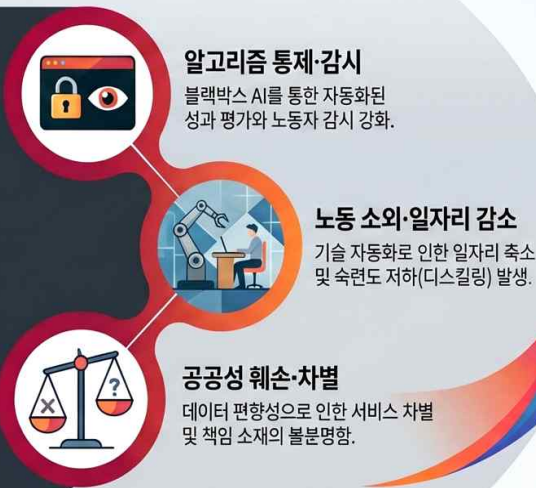 알고리즘 통제·감시
블랙박스 AI를 통한 자동화된
성과 평가와 노동자 감시 강화.
노동 소외·일자리 감소
기술 자동화로 인한 일자리 축소
및 숙련도 저하(디스킬링) 발생.
공공성 훼손·차별
데이터 편향성으로 인한 서비스 차별
및 책임 소재의 볼분명함.
?